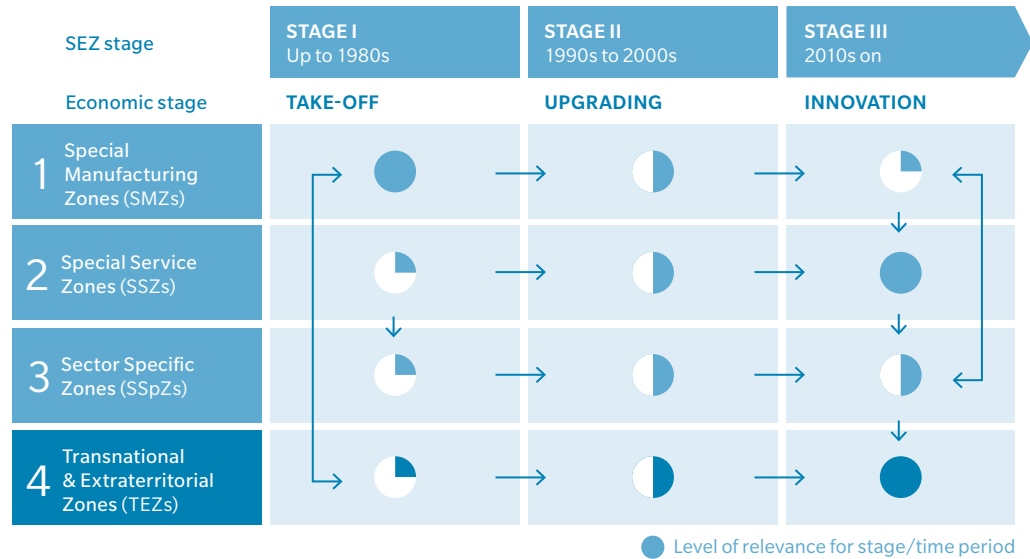 SEZ stage
STAGE I
Up to 1980s
STAGE II
1990s to 2000s
STAGE III
2010s on
Economic stage
TAKE-OFF
UPGRADING
INNOVATION
1
Special
Manufacturing
Zones (SMZs)
2
Special Service
Zones (SSZs)
3
Sector Specific
Zones (SSpZs)
4
Transnational
& Extraterritorial
Zones (TEZs)
Level of relevance for stage/time period